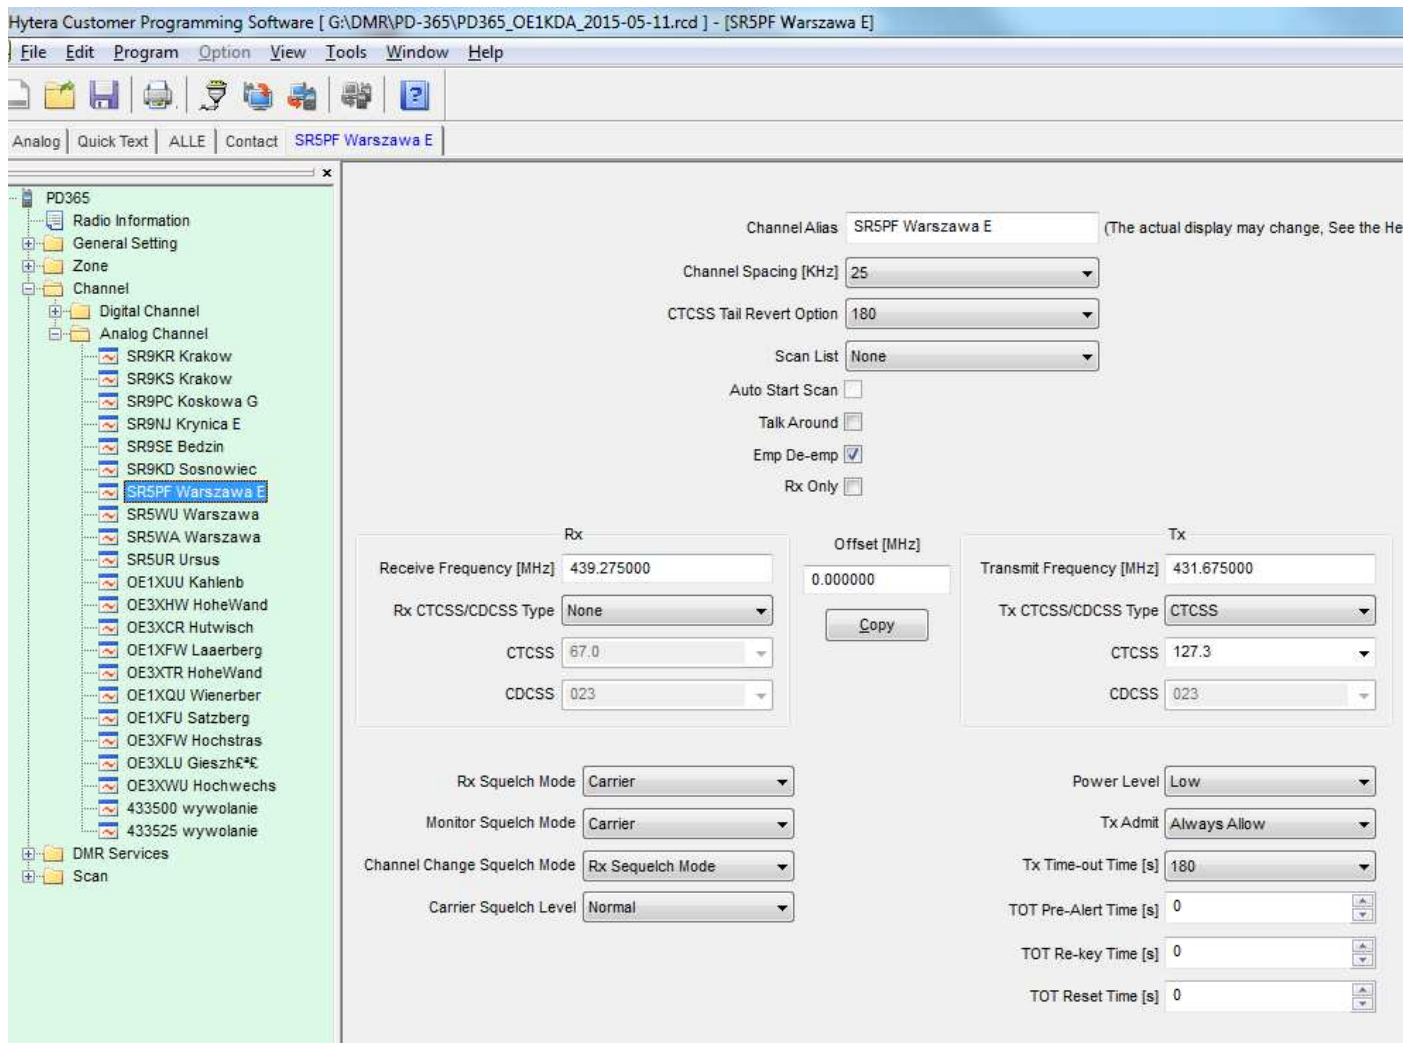 Hytera Customer Programming Software [ G:\DMR\PD-365\PD365_OE1KDA_2015-05-11.rcd ] - [SR5PF Warszawa E]
File Edit Program Option View Tools Window Help
Analog Quick Text ALLE Contact SR5PF Warszawa E
PD365
Radio Information
General Setting
Zone
Channel
Digital Channel
Analog Channel
SR9KR Krakow
SR9KS Krakow
SR9PC Koskowa G
SR9NJ Krynica E
SR9SE Bedzin
SR9KD Sosnowiec
SR5PF Warszawa E
SR5WU Warszawa
SR5WA Warszawa
SR5UR Ursus
OE1XUU Kahlenb
OE3XHW HoheWand
OE3XCR Hutwisch
OE1XFW Laaerberg
OE3XTR HoheWand
OE1XQU Wienerber
OE1XFU Satzberg
OE3XFW Hochstras
OE3XLU Gieszh£ª£
OE3XWU Hochwechs
433500 wywolanie
433525 wywolanie
DMR Services
Scan
Channel Alias SR5PF Warszawa E (The actual display may change, See the He
Channel Spacing [KHz] 25
CTCSS Tail Revert Option 180
Scan List None
Auto Start Scan
Talk Around
Emp De-emp
Rx Only
Rx
Receive Frequency [MHz] 439.275000
Rx CTCSS/CDCSS Type None
CTCSS 67.0
CDCSS 023
Offset [MHz]
0.000000
Copy
Tx
Transmit Frequency [MHz] 431.675000
Tx CTCSS/CDCSS Type CTCSS
CTCSS 127.3
CDCSS 023
Rx Squelch Mode Carrier
Monitor Squelch Mode Carrier
Channel Change Squelch Mode Rx Sequelch Mode
Carrier Squelch Level Normal
Power Level Low
Tx Admit Always Allow
Tx Time-out Time [s] 180
TOT Pre-Alert Time [s] 0
TOT Re-key Time [s] 0
TOT Reset Time [s] 0